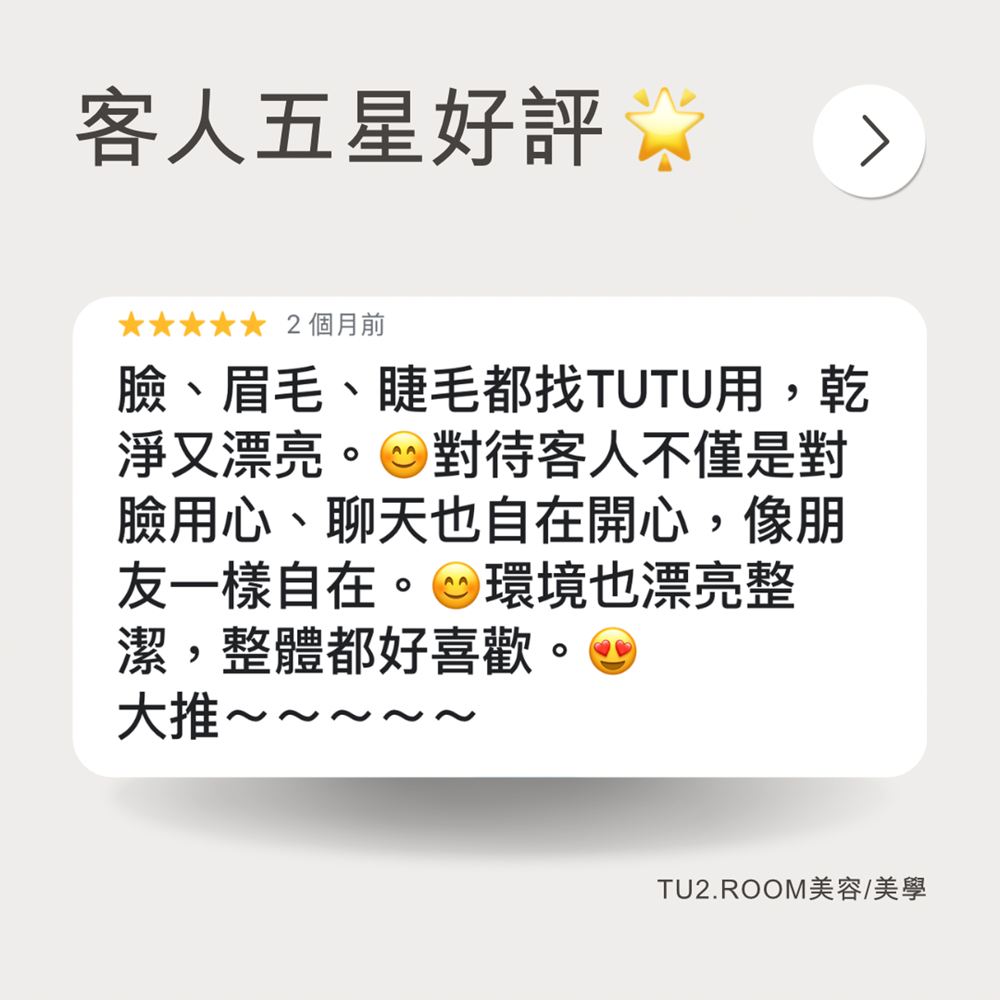 客人五星好評🌟
★★★★★ 2 個月前
臉、眉毛、睫毛都找TUTU用，乾
淨又漂亮。😊對待客人不僅是對
臉用心、聊天也自在開心，像朋
友一樣自在。😊環境也漂亮整
潔，整體都好喜歡。😍
大推～～～～～
TU2.ROOM美容/美學